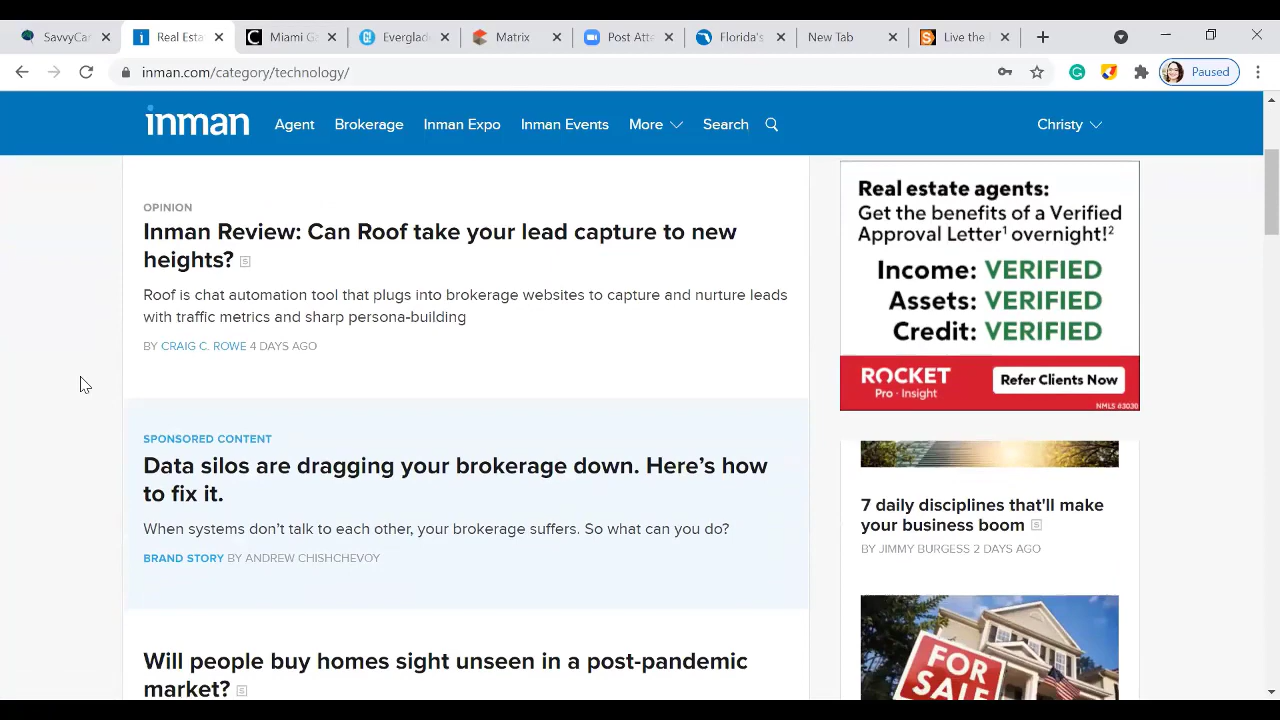 SavvyCar
Real Esta
Miami Ga
Everglad
Matrix
Post Atte
Florida's
New Tab
Live the
inman.com/category/technology/
Paused
inman
Agent
Brokerage
Inman Expo
Inman Events
More
Search
Christy
OPINION
Inman Review: Can Roof take your lead capture to new
heights?
Roof is chat automation tool that plugs into brokerage websites to capture and nurture leads
with traffic metrics and sharp persona-building
BY CRAIG C. ROWE 4 DAYS AGO
SPONSORED CONTENT
Data silos are dragging your brokerage down. Here's how
to fix it.
When systems don't talk to each other, your brokerage suffers. So what can you do?
BRAND STORY BY ANDREW CHISHCHEVOY
Will people buy homes sight unseen in a post-pandemic
market?
Real estate agents:
Get the benefits of a Verified
Approval Letter¹ overnight!²
Income: VERIFIED
Assets: VERIFIED
Credit: VERIFIED
ROCKET
Pro · Insight
Refer Clients Now
NMLS #3030
7 daily disciplines that'll make
your business boom
BY JIMMY BURGESS 2 DAYS AGO
FOR
SALE